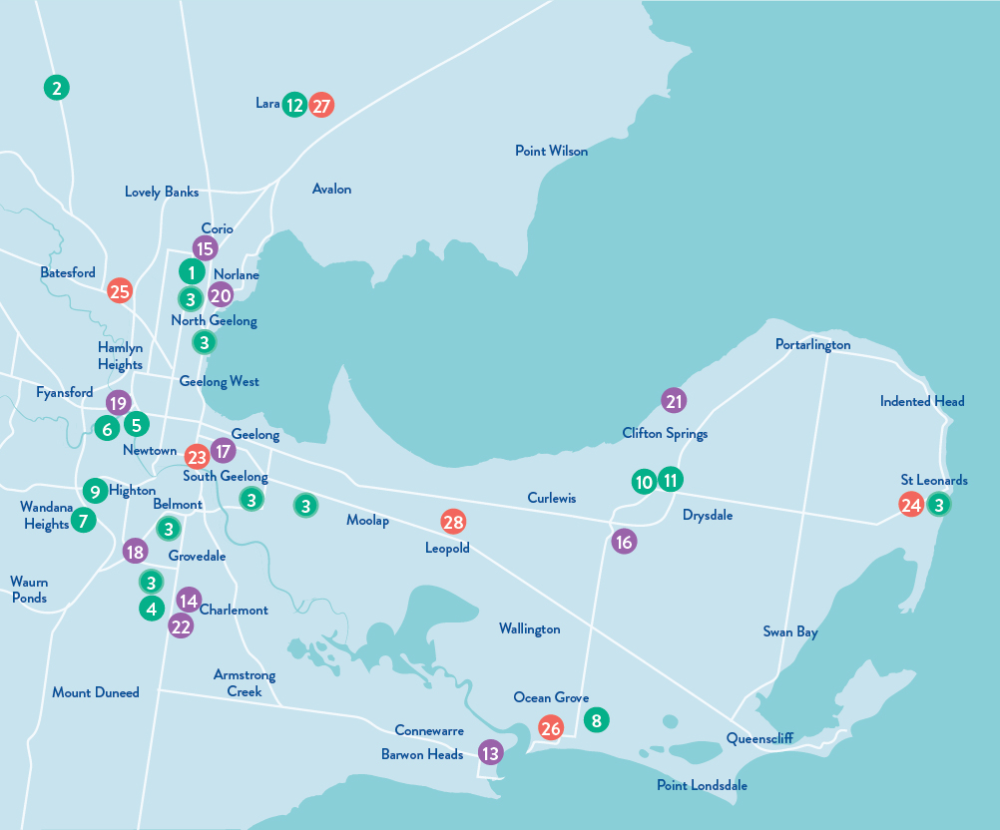 2
Lara 12 27
Point Wilson
Lovely Banks
Avalon
Corio
15
Batesford
1
Norlane
25
3
20
North Geelong
3
Hamlyn
Heights
Portarlington
Geelong West
Fyansford
19
21
Indented Head
6
5
Clifton Springs
Geelong
Newtown
23
17
South Geelong
10
11
St Leonards
9
Highton
3
3
Curlewis
24
3
Belmont
Wandana
Heights
7
3
Moolap
28
Drysdale
Leopold
16
18
Grovedale
Waurn
Ponds
3
4
14
Charlemont
22
Wallington
Swan Bay
Armstrong
Creek
Mount Duneed
Ocean Grove
26
8
Connewarre
Barwon Heads
13
Queenscliff
Point Londsdale